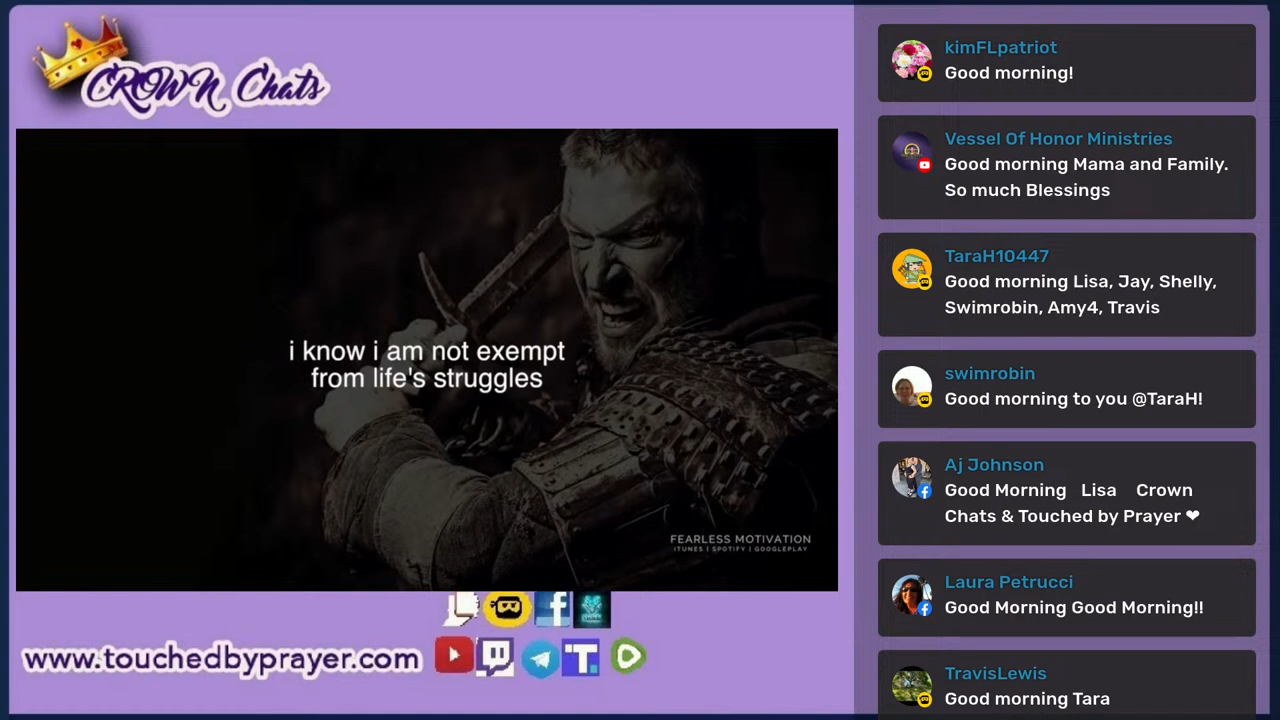 CROWN Chats
i know i am not exempt
from life's struggles
FEARLESS MOTIVATION
ITUNES | SPOTIFY | GOOGLEPLAY
www.touchedbyprayer.com
kimFLpatriot
Good morning!
Vessel Of Honor Ministries
Good morning Mama and Family.
So much Blessings
TaraH10447
Good morning Lisa, Jay, Shelly,
Swimrobin, Amy4, Travis
swimrobin
Good morning to you @TaraH!
Aj Johnson
Good Morning Lisa Crown
Chats & Touched by Prayer ❤
Laura Petrucci
Good Morning Good Morning!!
TravisLewis
Good morning Tara